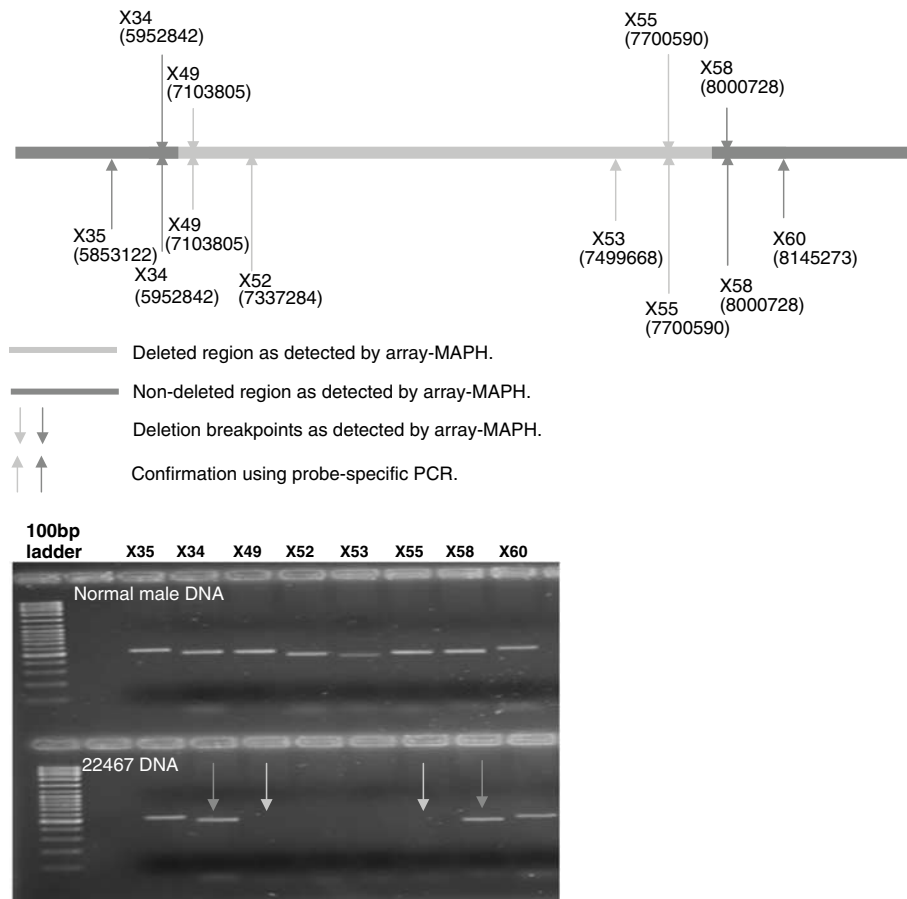 X34
(5952842)
X49
(7103805)
X55
(7700590)
X58
(8000728)
X35
(5853122)
X34
(5952842)
X49
(7103805)
X52
(7337284)
X53
(7499668)
X55
(7700590)
X58
(8000728)
X60
(8145273)
Deleted region as detected by array-MAPH.
Non-deleted region as detected by array-MAPH.
Deletion breakpoints as detected by array-MAPH.
Confirmation using probe-specific PCR.
100bp
ladder
X35 X34 X49 X52 X53 X55 X58 X60
Normal male DNA
22467 DNA